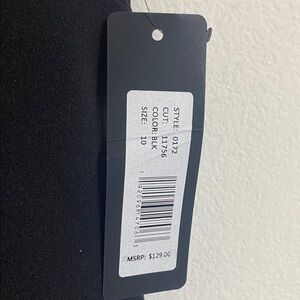 STYLE: 0172
CUT: 11756
COLOR: BLK
SIZE: 10
MSRP: $129.00